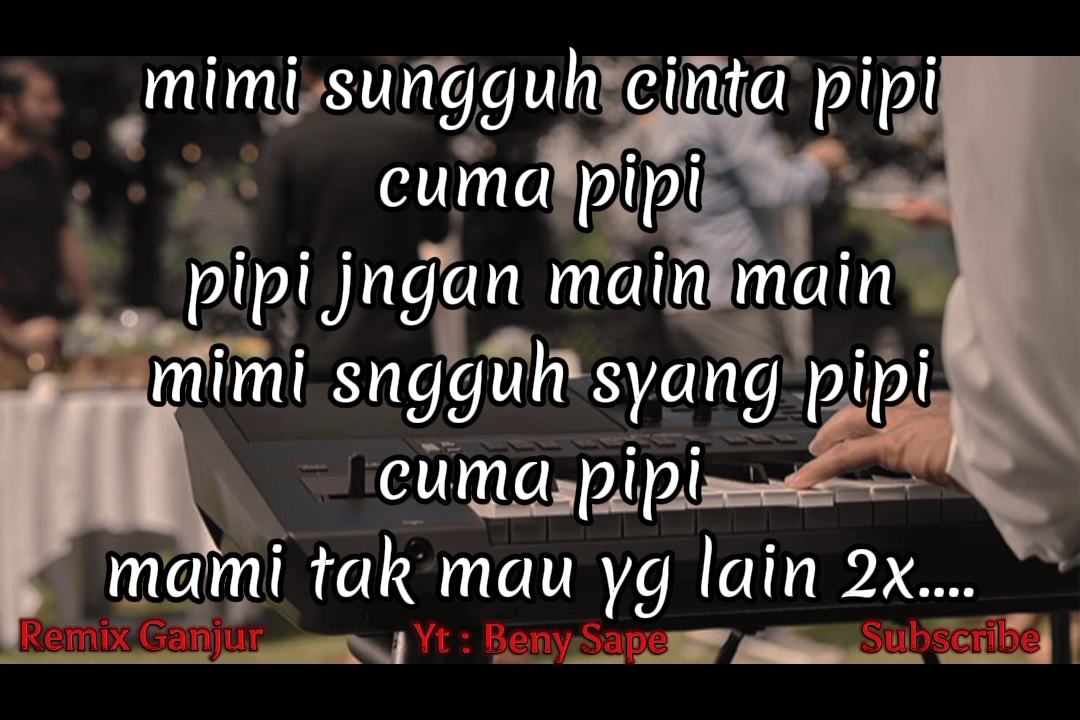 mimi sungguh cinta pipi
cuma pipi
pipi jngan main main
mimi sngguh syang pipi
cuma pipi
mami tak mau yg lain 2x....
Remix Ganjur Yt : Beny Sape Subscribe